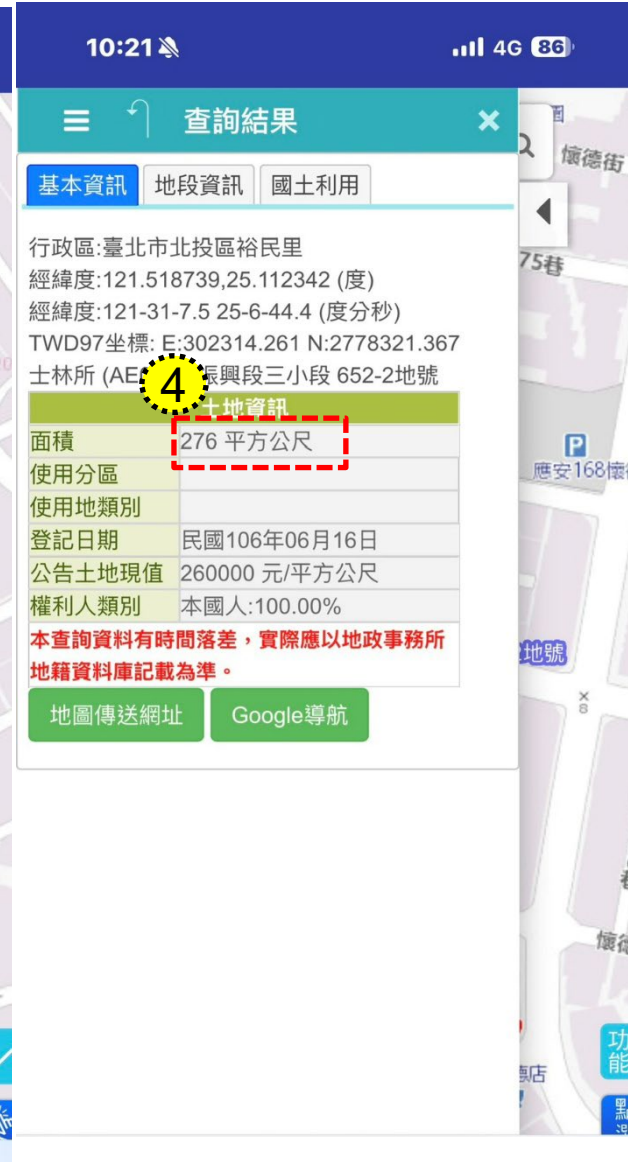 10:21
4G 86
查詢結果
基本資訊 地段資訊 國土利用
行政區:臺北市北投區裕民里
經緯度:121.518739,25.112342 (度)
經緯度:121-31-7.5 25-6-44.4 (度分秒)
TWD97坐標: E:302314.261 N:2778321.367
士林所 (AE 振興段三小段 652-2地號
4
土地資訊
面積 276 平方公尺
使用分區
使用地類別
登記日期 民國106年06月16日
公告土地現值 260000 元/平方公尺
權利人類別 本國人:100.00%
本查詢資料有時間落差，實際應以地政事務所
地籍資料庫記載為準。
地圖傳送網址 Google導航
懷德街
75巷
P
應安168懷
地號
8
懷
店
功
能
點